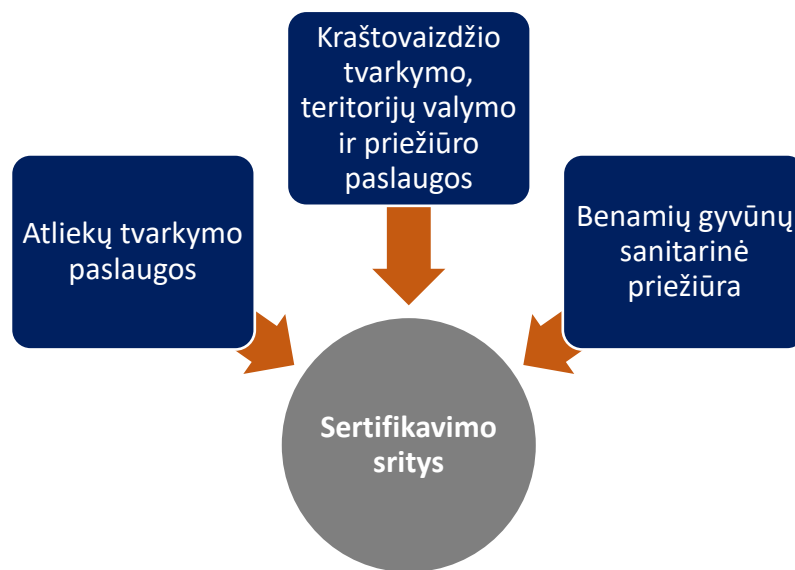 Kraštovaizdžio
tvarkymo,
teritorijų valymo
ir priežiūro
paslaugos
Atliekų tvarkymo
paslaugos
Benamių gyvūnų
sanitarinė
priežiūra
Sertifikavimo
sritys